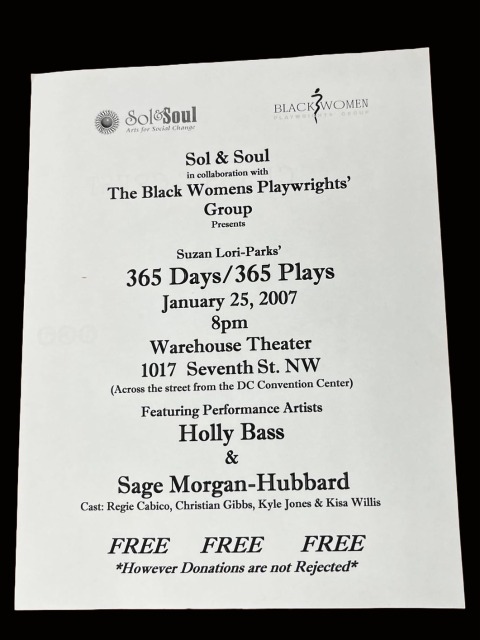 Sol&Soul
Arts for Social Change
BLACK WOMEN
PLAYWRIGHTS GROUP
Sol & Soul
in collaboration with
The Black Womens Playwrights'
Group
Presents
Suzan Lori-Parks'
365 Days/365 Plays
January 25, 2007
8pm
Warehouse Theater
1017 Seventh St. NW
(Across the street from the DC Convention Center)
Featuring Performance Artists
Holly Bass
&
Sage Morgan-Hubbard
Cast: Regie Cabico, Christian Gibbs, Kyle Jones & Kisa Willis
FREE FREE FREE
*However Donations are not Rejected*